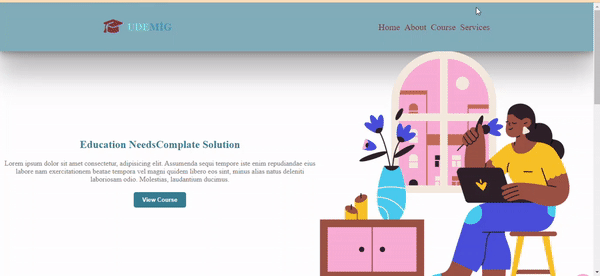 UDEMIG
Home About Course Services
Education NeedsComplate Solution
Lorem ipsum dolor sit amet consectetur, adipisicing elit. Assumenda sequi tempore iste enim repudiandae eius
labore nam exercitationem beatae tempora vel magni quidem libero eos sint, minus alias natus deleniti
laboriosam odio. Molestias, laudantium ducimus.
View Course